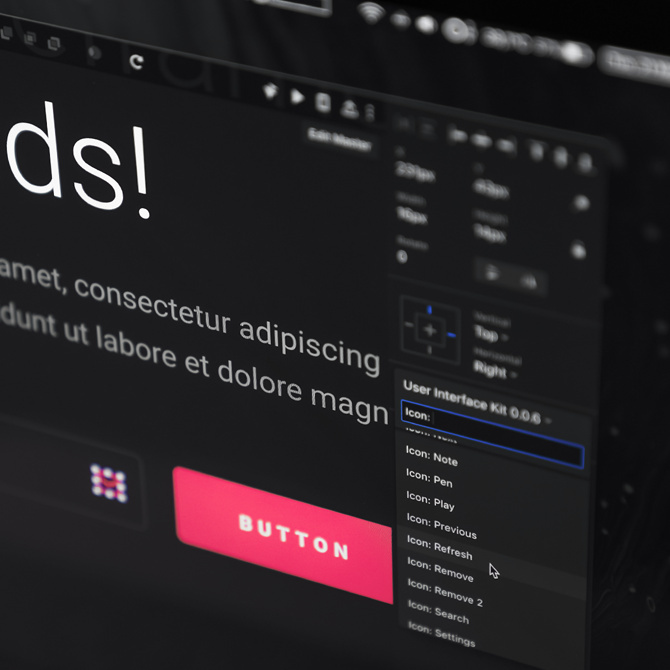 ds!
Edit Master
amet, consectetur adipiscing
dunt ut labore et dolore magn
BUTTON
0
Top
Right
User Interface Kit 0.0.6
Icon:
Icon: Note
Icon: Pen
Icon: Play
Icon: Previous
Icon: Refresh
Icon: Remove
Icon: Remove 2
Icon: Search
Icon: Settings